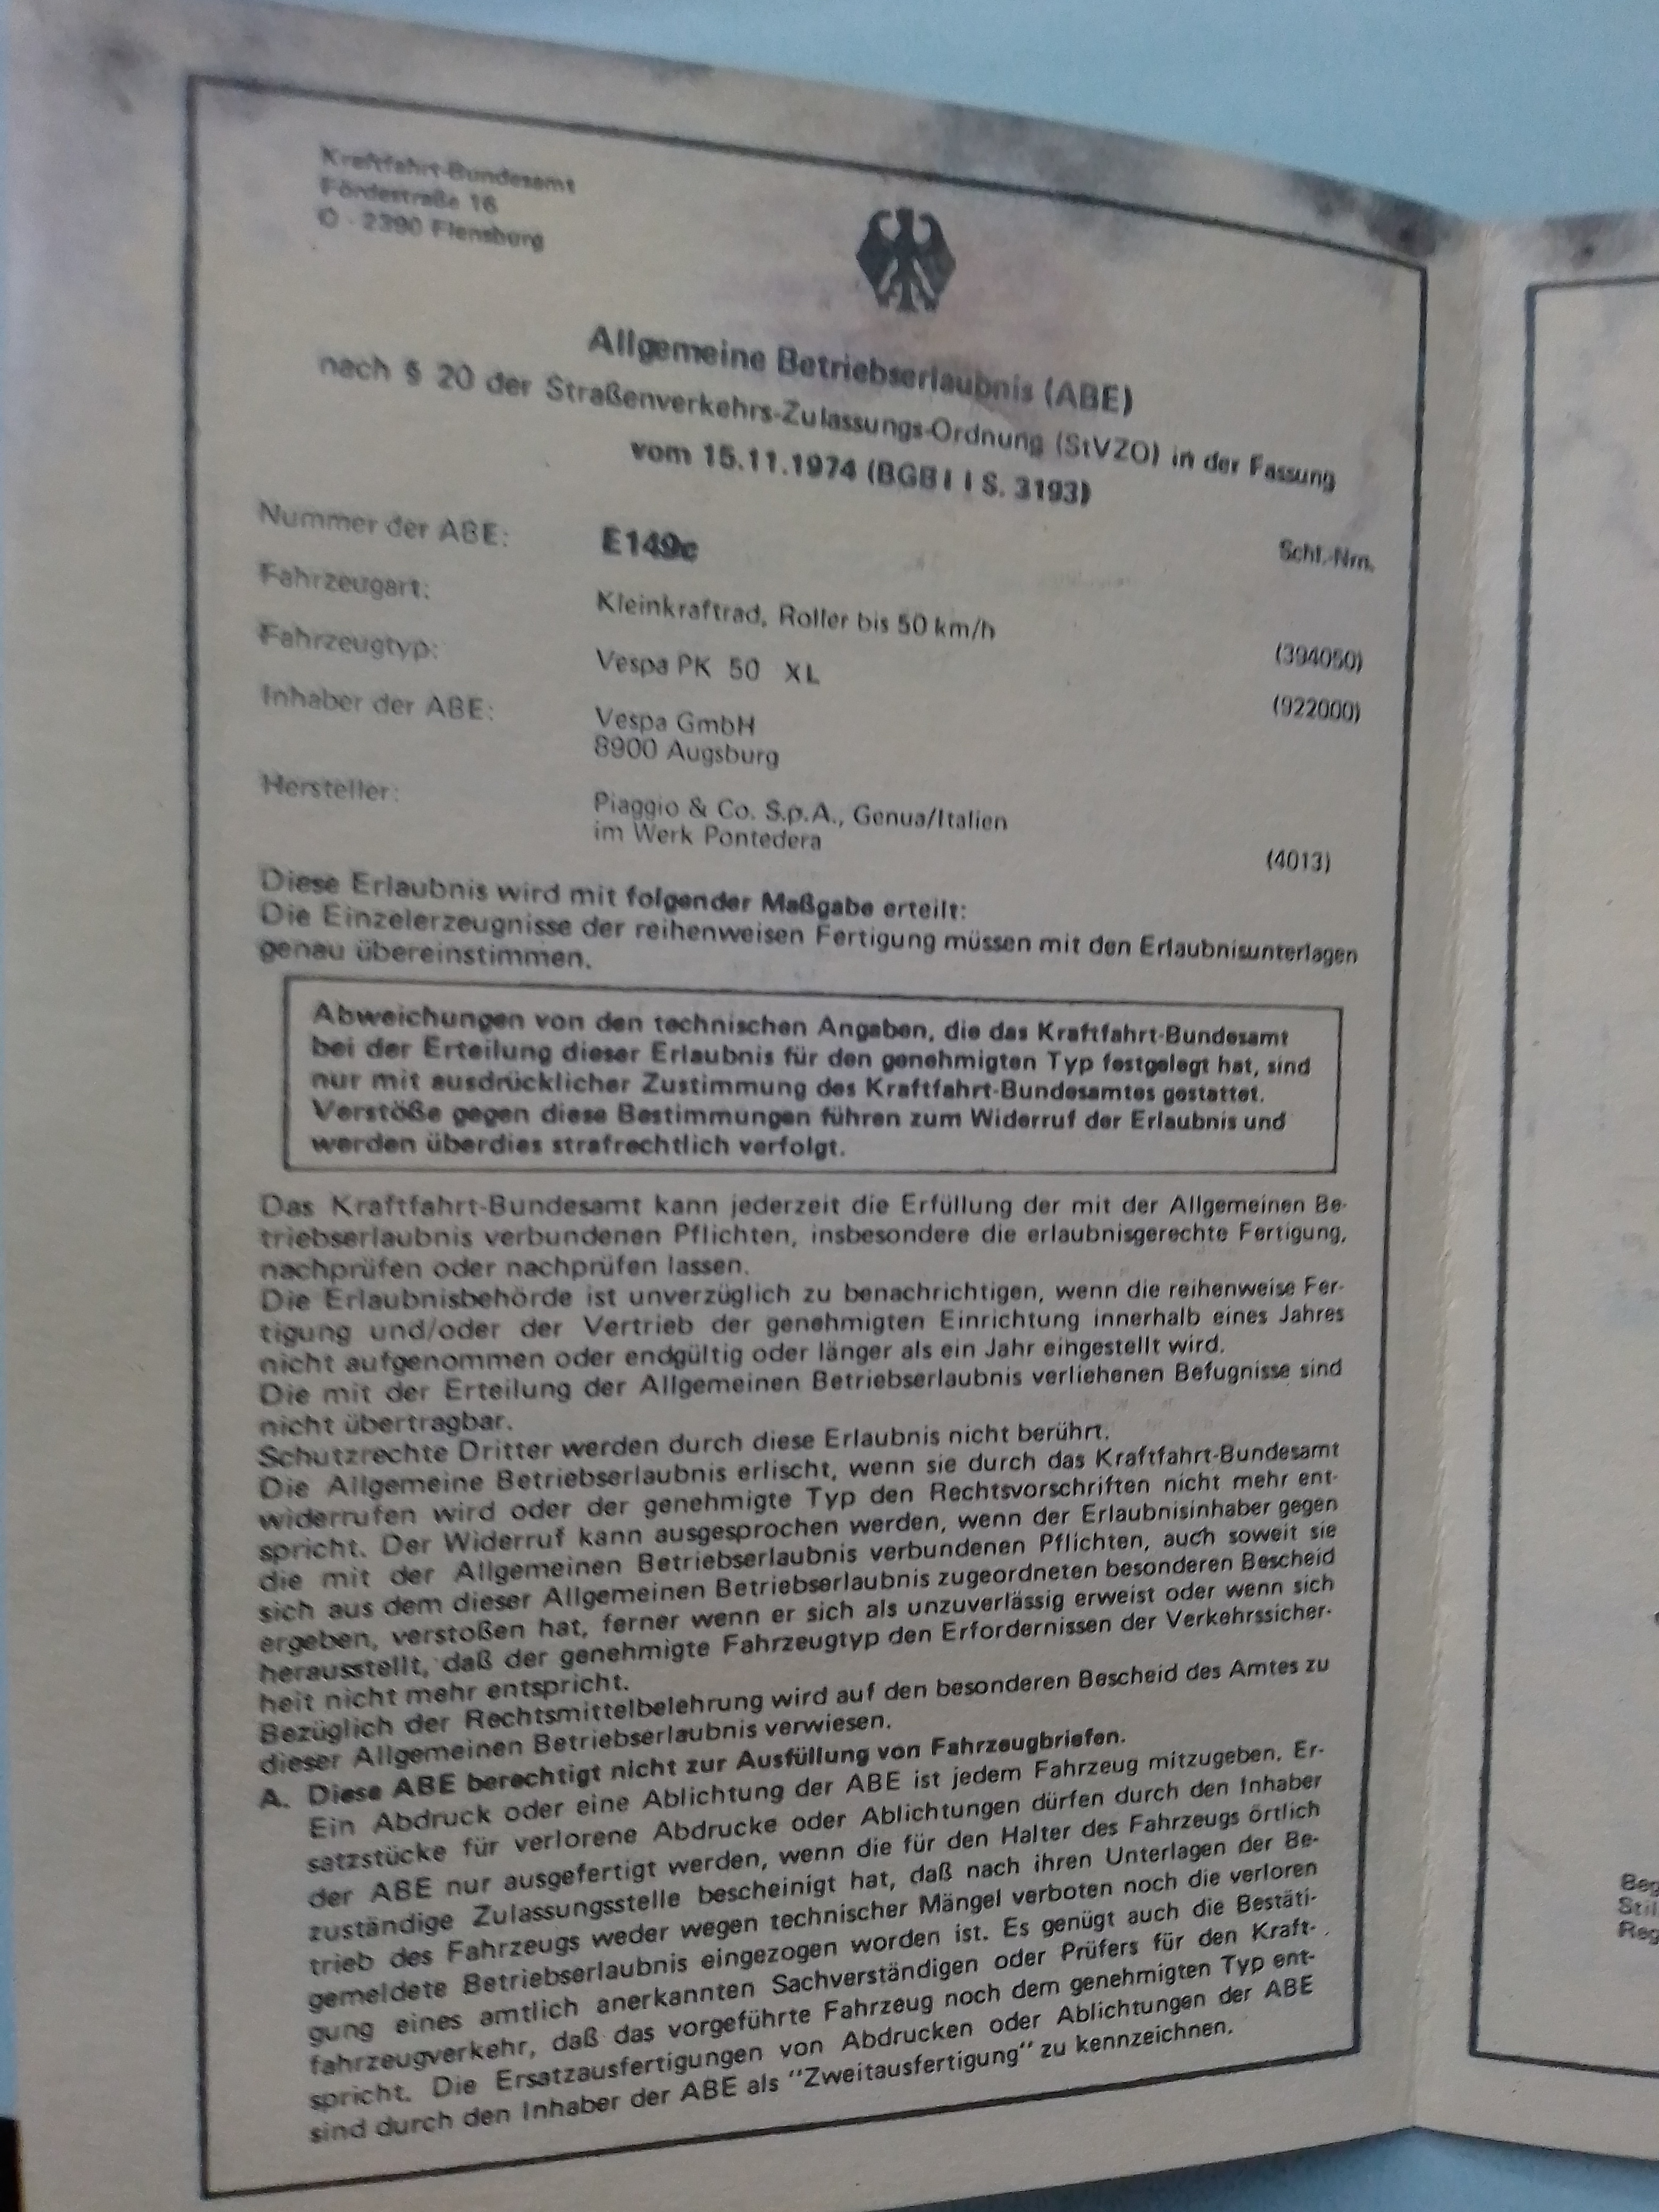 Kraftfahrt-Bundesamt
Fördestraße 16
D - 2390 Flensburg
Allgemeine Betriebserlaubnis (ABE)
nach § 20 der Straßenverkehrs-Zulassungs-Ordnung (StVZO) in der Fassung
vom 15.11.1974 (BGBl I S. 3193)
Nummer der ABE: E149c Schl.-Nrn.
Fahrzeugart: Kleinkraftrad, Roller bis 50 km/h (394050)
Fahrzeugtyp: Vespa PK 50 XL (922000)
Inhaber der ABE: Vespa GmbH
8900 Augsburg
Hersteller: Piaggio & Co. S.p.A., Genua/Italien
im Werk Pontedera (4013)
Diese Erlaubnis wird mit folgender Maßgabe erteilt:
Die Einzelerzeugnisse der reihenweisen Fertigung müssen mit den Erlaubnisunterlagen
genau übereinstimmen.
Abweichungen von den technischen Angaben, die das Kraftfahrt-Bundesamt
bei der Erteilung dieser Erlaubnis für den genehmigten Typ festgelegt hat, sind
nur mit ausdrücklicher Zustimmung des Kraftfahrt-Bundesamtes gestattet.
Verstöße gegen diese Bestimmungen führen zum Widerruf der Erlaubnis und
werden überdies strafrechtlich verfolgt.
Das Kraftfahrt-Bundesamt kann jederzeit die Erfüllung der mit der Allgemeinen Be-
triebserlaubnis verbundenen Pflichten, insbesondere die erlaubnisgerechte Fertigung,
nachprüfen oder nachprüfen lassen.
Die Erlaubnisbehörde ist unverzüglich zu benachrichtigen, wenn die reihenweise Fer-
tigung und/oder der Vertrieb der genehmigten Einrichtung innerhalb eines Jahres
nicht aufgenommen oder endgültig oder länger als ein Jahr eingestellt wird.
Die mit der Erteilung der Allgemeinen Betriebserlaubnis verliehenen Befugnisse sind
nicht übertragbar.
Schutzrechte Dritter werden durch diese Erlaubnis nicht berührt.
Die Allgemeine Betriebserlaubnis erlischt, wenn sie durch das Kraftfahrt-Bundesamt
widerrufen wird oder der genehmigte Typ den Rechtsvorschriften nicht mehr ent-
spricht. Der Widerruf kann ausgesprochen werden, wenn der Erlaubnisinhaber gegen
die mit der Allgemeinen Betriebserlaubnis verbundenen Pflichten, auch soweit sie
sich aus dem dieser Allgemeinen Betriebserlaubnis zugeordneten besonderen Bescheid
ergeben, verstoßen hat, ferner wenn er sich als unzuverlässig erweist oder wenn sich
herausstellt, daß der genehmigte Fahrzeugtyp den Erfordernissen der Verkehrssicher-
heit nicht mehr entspricht.
Bezüglich der Rechtsmittelbelehrung wird auf den besonderen Bescheid des Amtes zu
dieser Allgemeinen Betriebserlaubnis verwiesen.
A. Diese ABE berechtigt nicht zur Ausfüllung von Fahrzeugbriefen.
Ein Abdruck oder eine Ablichtung der ABE ist jedem Fahrzeug mitzugeben. Er-
satzstücke für verlorene Abdrucke oder Ablichtungen dürfen durch den Inhaber
der ABE nur ausgefertigt werden, wenn die für den Halter des Fahrzeugs örtlich
zuständige Zulassungsstelle bescheinigt hat, daß nach ihren Unterlagen der Be-
trieb des Fahrzeugs weder wegen technischer Mängel verboten noch die verloren
gemeldete Betriebserlaubnis eingezogen worden ist. Es genügt auch die Bestäti-
gung eines amtlich anerkannten Sachverständigen oder Prüfers für den Kraft-
fahrzeugverkehr, daß das vorgeführte Fahrzeug noch dem genehmigten Typ ent-
spricht. Die Ersatzausfertigungen von Abdrucken oder Ablichtungen der ABE
sind durch den Inhaber der ABE als "Zweitausfertigung" zu kennzeichnen.
Beg
Stil
Reg